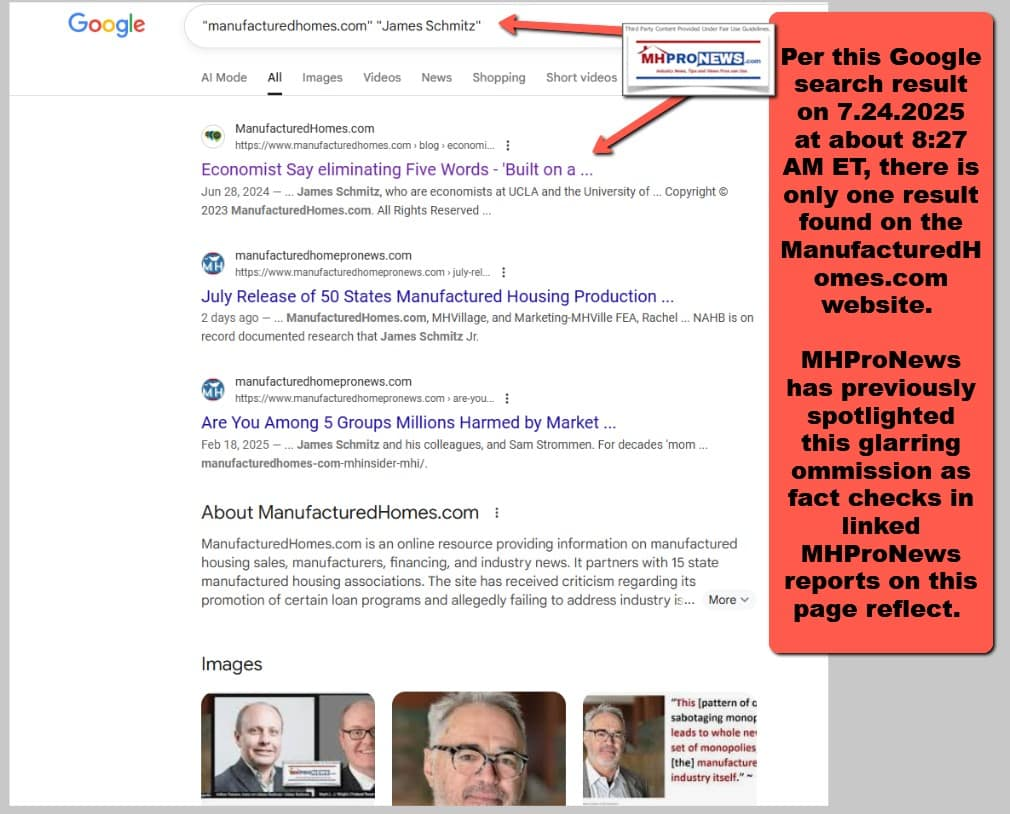 Google
"manufacturedhomes.com" "James Schmitz"
Third Party Content Provided Under Fair Use Guidelines.
MHPRONEWS.com
Industry News, Tips and Views Pros can Use
AI Mode All Images Videos News Shopping Short videos
ManufacturedHomes.com
https://www.manufacturedhomes.com › blog › economi...
Economist Say eliminating Five Words - 'Built on a ...
Jun 28, 2024 — ... James Schmitz, who are economists at UCLA and the University of ... Copyright ©
2023 ManufacturedHomes.com. All Rights Reserved ...
manufacturedhomepronews.com
https://www.manufacturedhomepronews.com › july-rel...
July Release of 50 States Manufactured Housing Production ...
2 days ago — ... ManufacturedHomes.com, MHVillage, and Marketing-MHVille FEA, Rachel ... NAHB is on
record documented research that James Schmitz Jr.
manufacturedhomepronews.com
https://www.manufacturedhomepronews.com › are-you...
Are You Among 5 Groups Millions Harmed by Market ...
Feb 18, 2025 — ... James Schmitz and his colleagues, and Sam Strommen. For decades 'mom ...
manufacturedhomes-com-mhinsider-mhi/.
About ManufacturedHomes.com
ManufacturedHomes.com is an online resource providing information on manufactured
housing sales, manufacturers, financing, and industry news. It partners with 15 state
manufactured housing associations. The site has received criticism regarding its
promotion of certain loan programs and allegedly failing to address industry is... More
Images
"This [pattern of c
sabotaging monop
leads to whole ne
set of monopolies
[the] manufacture
industry itself." ~
Per this Google
search result
on 7.24.2025
at about 8:27
AM ET, there is
only one result
found on the
ManufacturedH
omes.com
website.
MHProNews
has previously
spotlighted
this glarring
ommission as
fact checks in
linked
MHProNews
reports on this
page reflect.